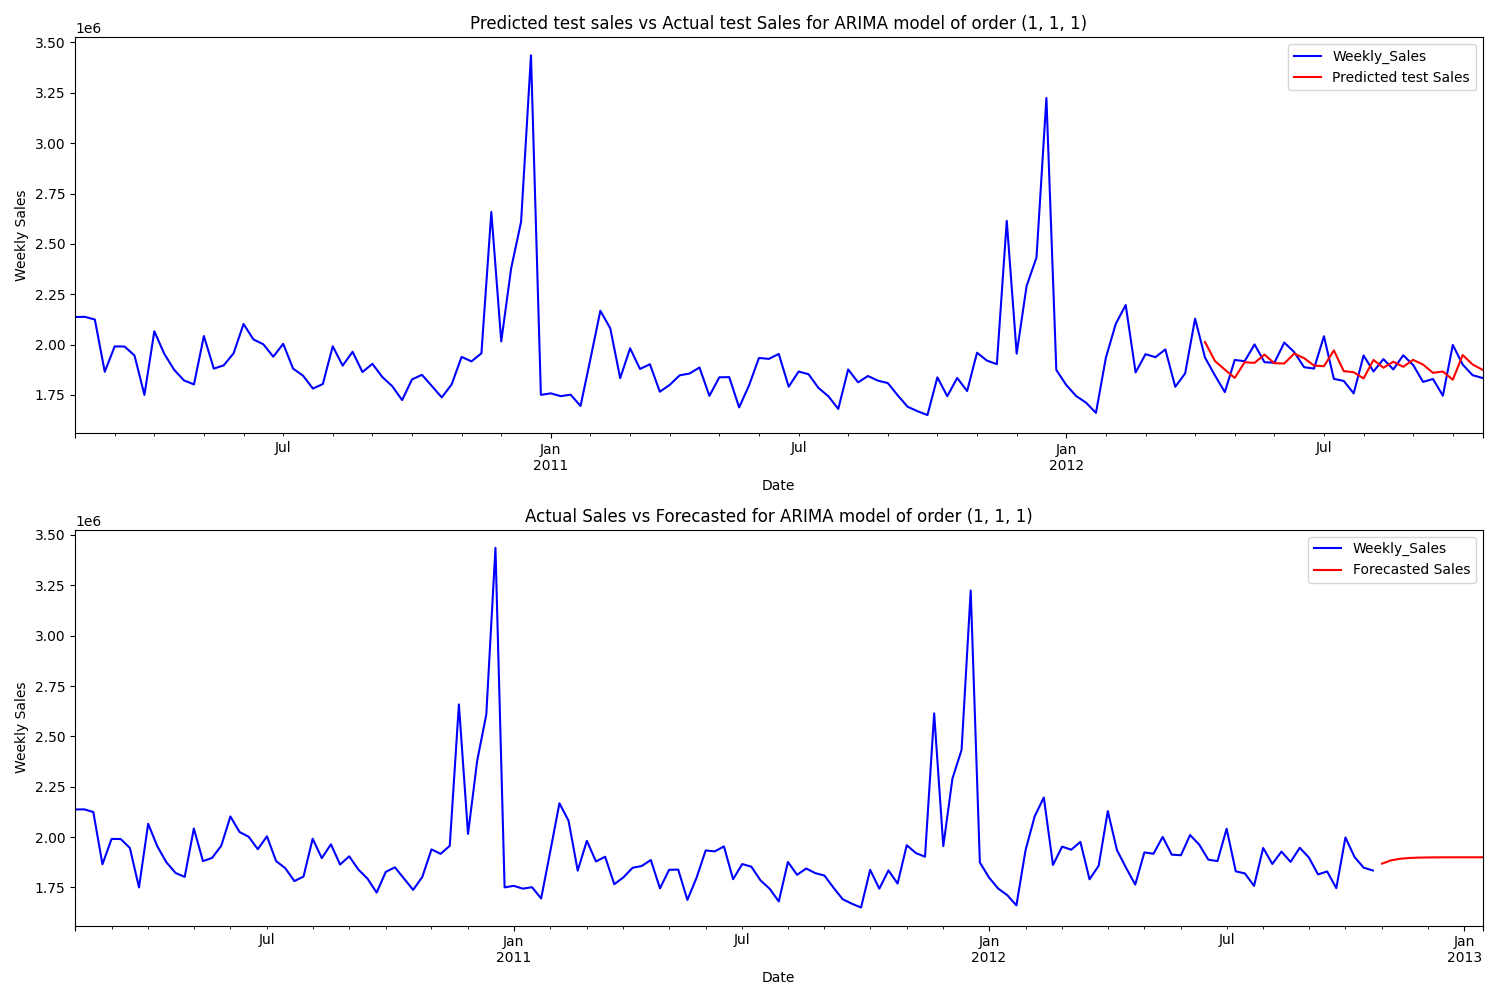 Predicted test sales vs Actual test Sales for ARIMA model of order (1, 1, 1)
1e6
3.50
3.25
3.00
2.75
2.50
2.25
2.00
1.75
Weekly Sales
Weekly_Sales
Predicted test Sales
Jul
Jan
2011
Jul
Jan
2012
Jul
Date
Actual Sales vs Forecasted for ARIMA model of order (1, 1, 1)
1e6
3.50
3.25
3.00
2.75
2.50
2.25
2.00
1.75
Weekly Sales
Weekly_Sales
Forecasted Sales
Jul
Jan
2011
Jul
Jan
2012
Jul
Jan
2013
Date